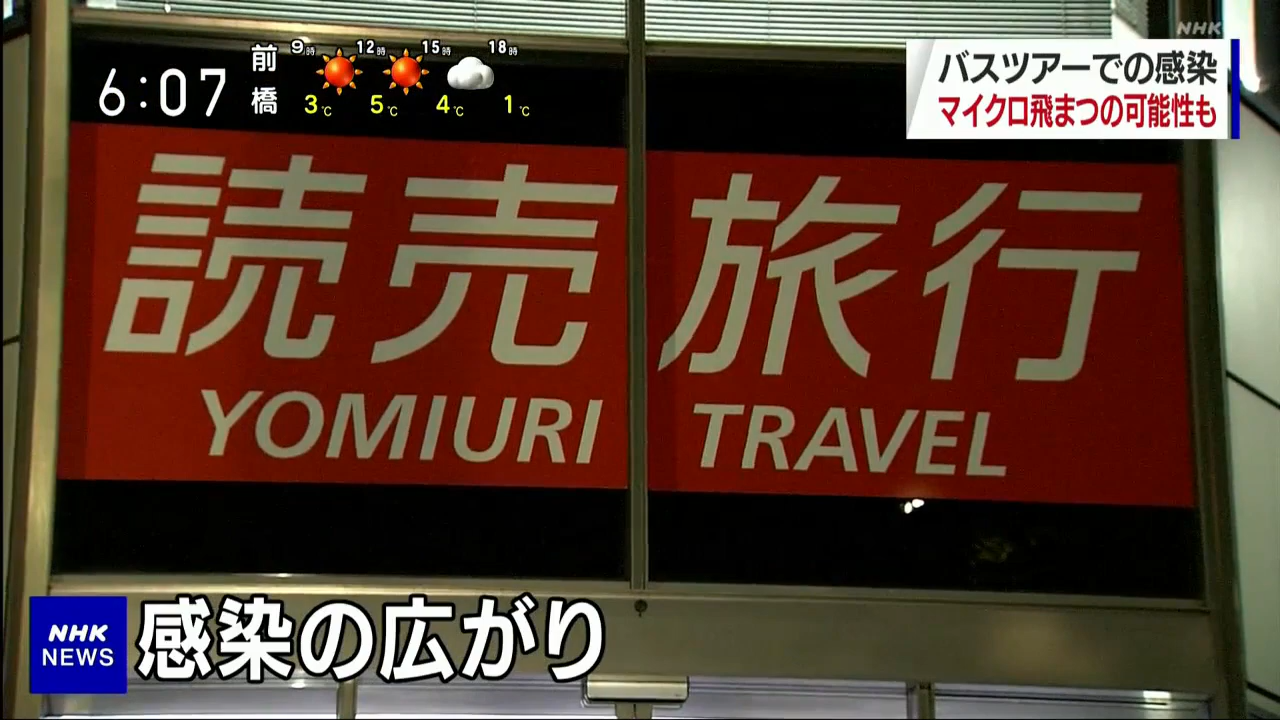 NHK
6:07
前橋
9時 12時 15時 18時
3℃ 5℃ 4℃ 1℃
バスツアーでの感染
マイクロ飛まつの可能性も
読売旅行
YOMIURI TRAVEL
NHK
NEWS
感染の広がり